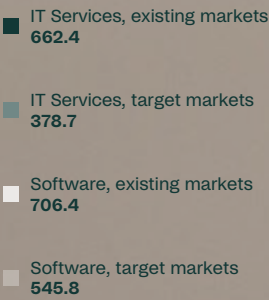 IT Services, existing markets
662.4
IT Services, target markets
378.7
Software, existing markets
706.4
Software, target markets
545.8